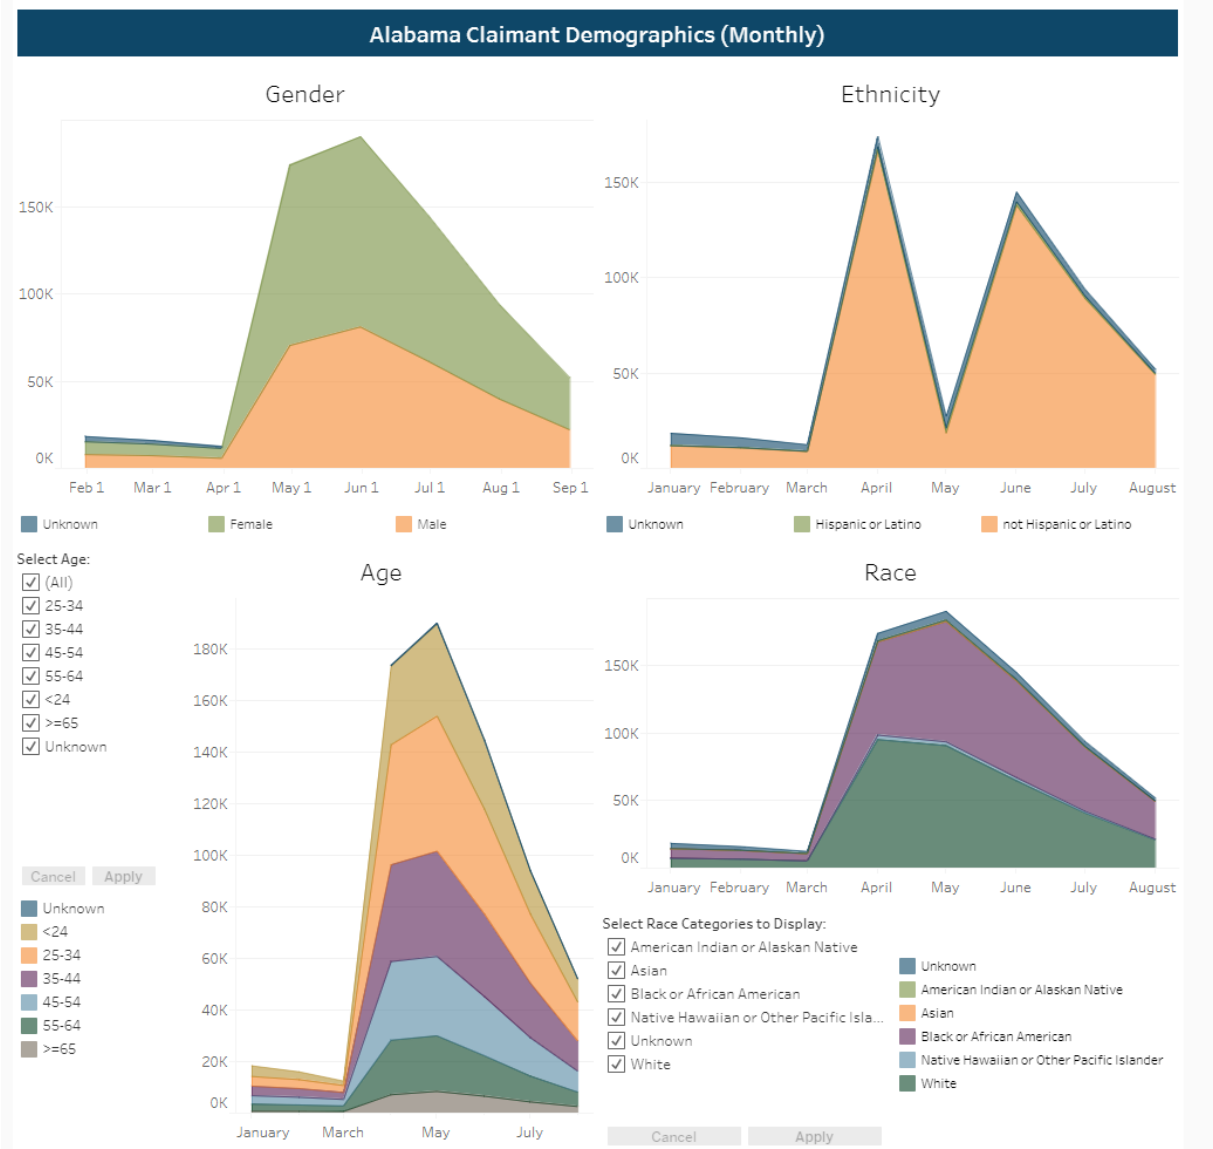 Alabama Claimant Demographics (Monthly)
Gender
150K
100K
50K
0K
Feb 1 Mar 1 Apr 1 May 1 Jun 1 Jul 1 Aug 1 Sep 1
Unknown Female Male
Ethnicity
150K
100K
50K
0K
January February March April May June July August
Unknown Hispanic or Latino not Hispanic or Latino
Select Age:
(All)
25-34
35-44
45-54
55-64
<24
>=65
Unknown
Cancel Apply
Unknown
<24
25-34
35-44
45-54
55-64
>=65
Age
180K
160K
140K
120K
100K
80K
60K
40K
20K
0K
January March May July
Race
150K
100K
50K
0K
January February March April May June July August
Select Race Categories to Display:
American Indian or Alaskan Native
Asian
Black or African American
Native Hawaiian or Other Pacific Isla...
Unknown
White
Unknown
American Indian or Alaskan Native
Asian
Black or African American
Native Hawaiian or Other Pacific Islander
White
Cancel Apply